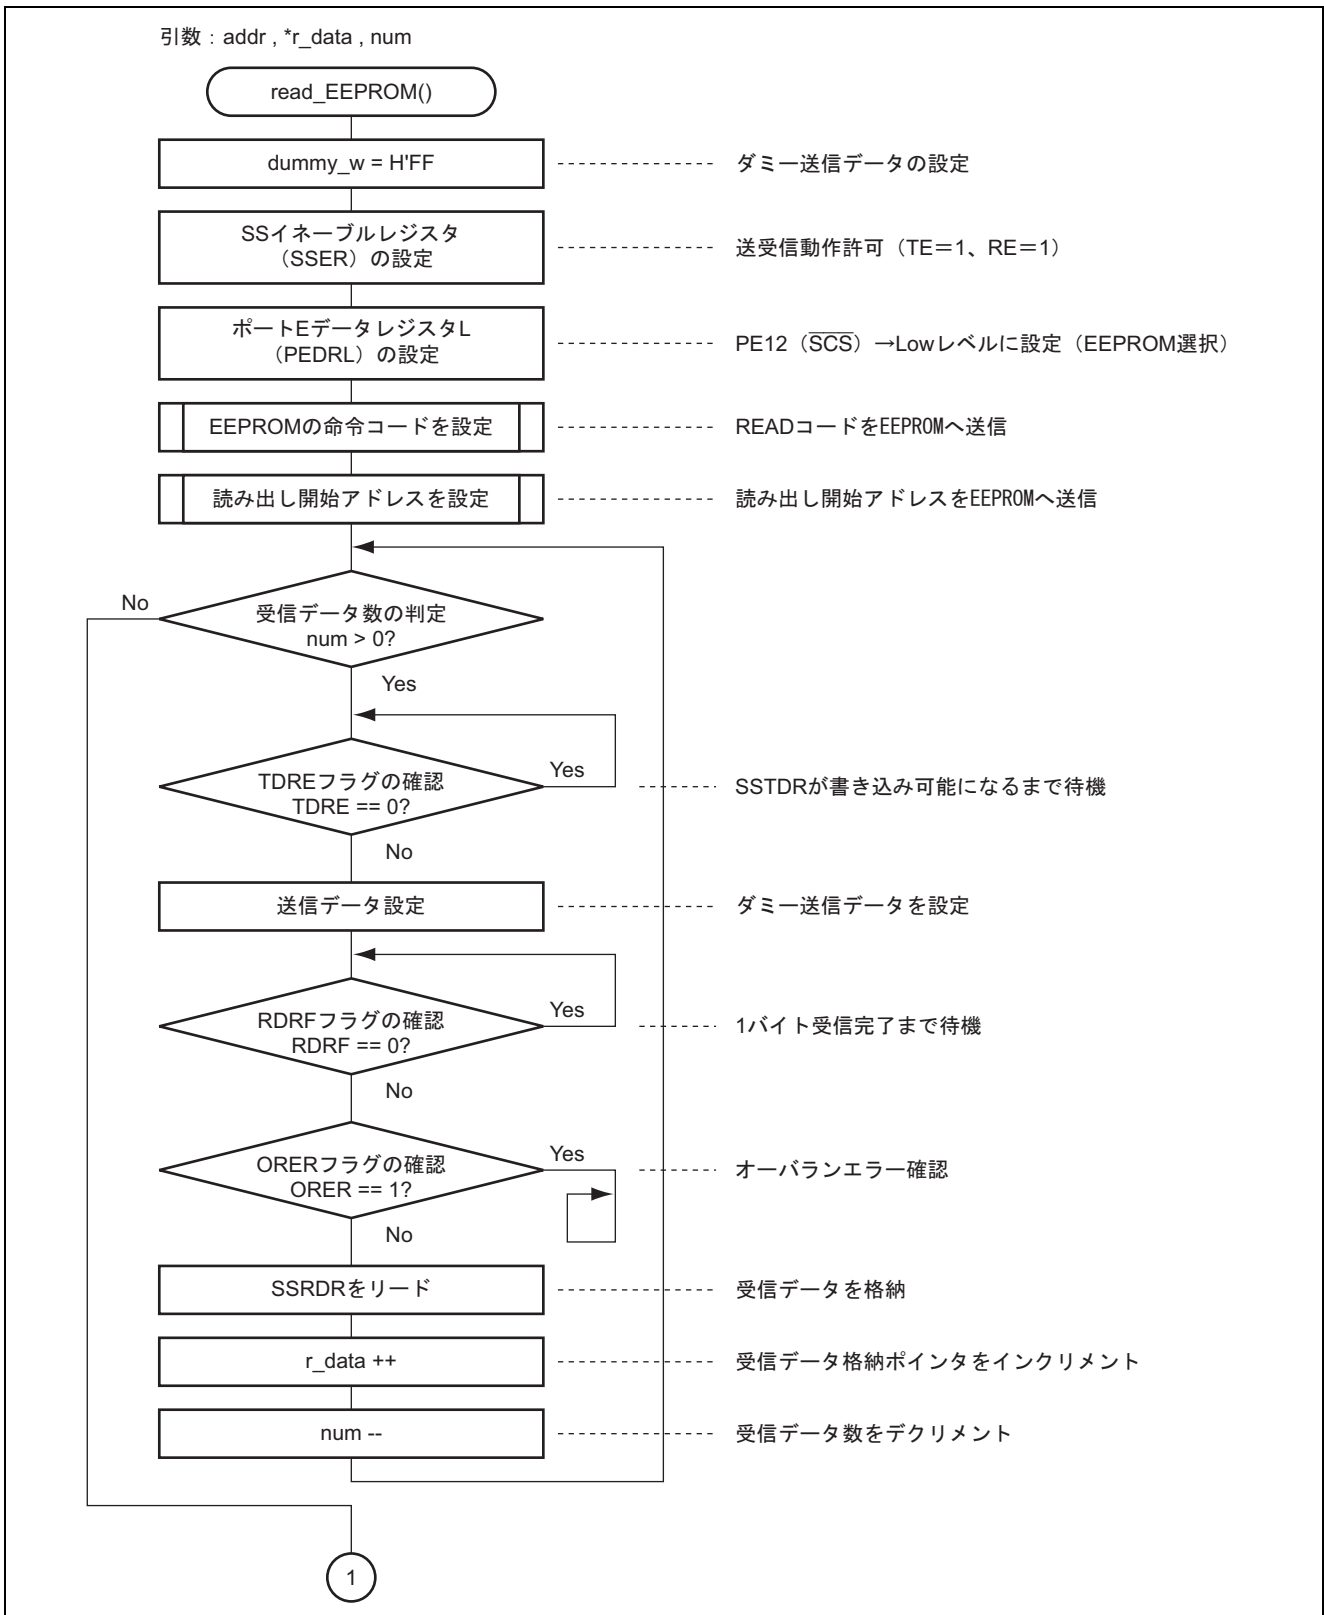 引数：addr , *r_data , num
read_EEPROM()
dummy_w = H'FF
ダミー送信データの設定
SSイネーブルレジスタ
（SSER）の設定
送受信動作許可（TE＝1、RE＝1）
ポートEデータレジスタL
（PEDRL）の設定
PE12（SCS）→Lowレベルに設定（EEPROM選択）
EEPROMの命令コードを設定
READコードをEEPROMへ送信
読み出し開始アドレスを設定
読み出し開始アドレスをEEPROMへ送信
No
受信データ数の判定
num > 0?
Yes
TDREフラグの確認
TDRE == 0?
Yes
SSTDRが書き込み可能になるまで待機
No
送信データ設定
ダミー送信データを設定
RDRFフラグの確認
RDRF == 0?
Yes
1バイト受信完了まで待機
No
ORERフラグの確認
ORER == 1?
Yes
オーバランエラー確認
No
SSRDRをリード
受信データを格納
r_data ++
受信データ格納ポインタをインクリメント
num --
受信データ数をデクリメント
1